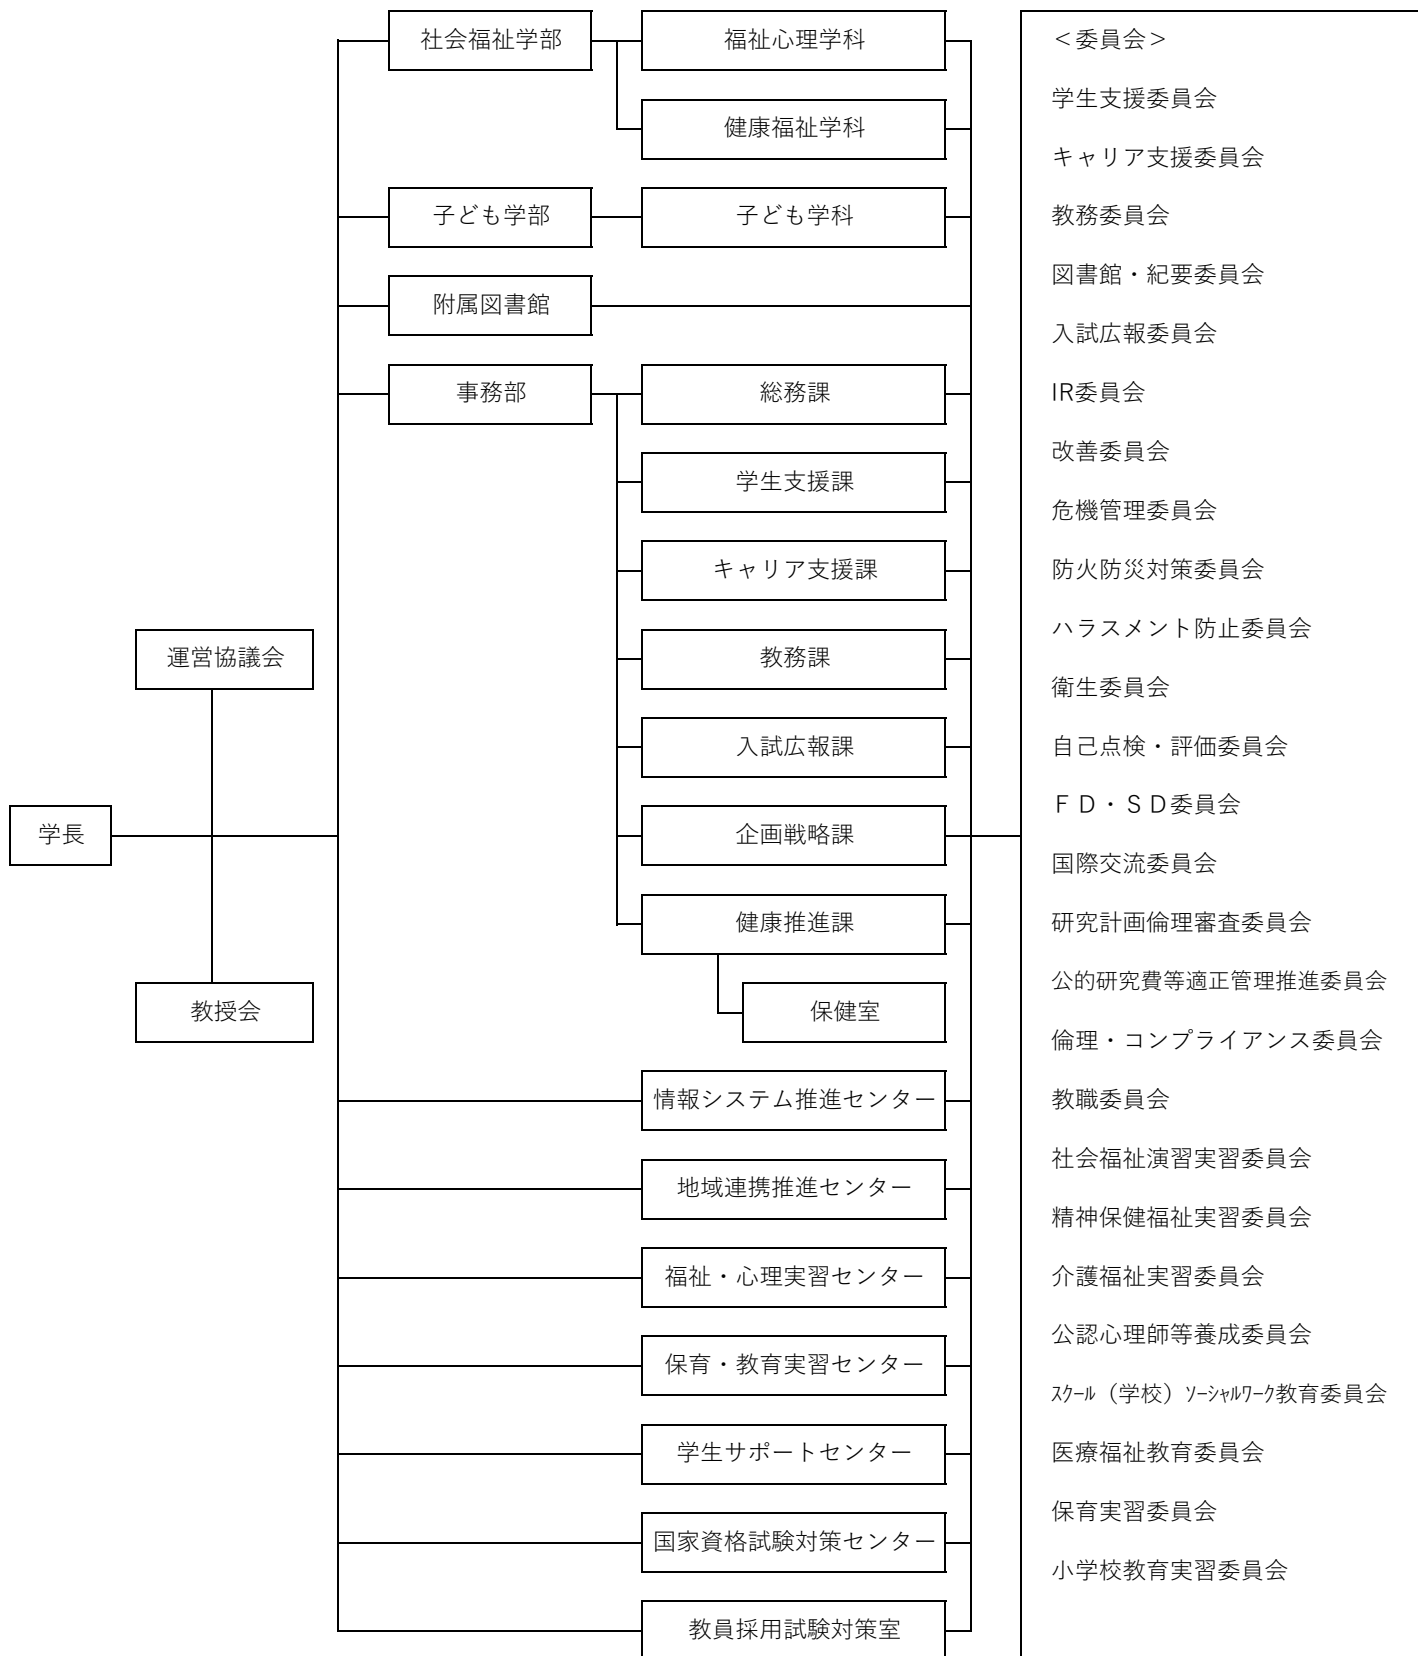 社会福祉学部
福祉心理学科
健康福祉学科
子ども学部
子ども学科
附属図書館
事務部
総務課
学生支援課
キャリア支援課
教務課
入試広報課
企画戦略課
健康推進課
保健室
運営協議会
学長
教授会
情報システム推進センター
地域連携推進センター
福祉・心理実習センター
保育・教育実習センター
学生サポートセンター
国家資格試験対策センター
教員採用試験対策室
＜委員会＞
学生支援委員会
キャリア支援委員会
教務委員会
図書館・紀要委員会
入試広報委員会
IR委員会
改善委員会
危機管理委員会
防火防災対策委員会
ハラスメント防止委員会
衛生委員会
自己点検・評価委員会
ＦＤ・ＳＤ委員会
国際交流委員会
研究計画倫理審査委員会
公的研究費等適正管理推進委員会
倫理・コンプライアンス委員会
教職委員会
社会福祉演習実習委員会
精神保健福祉実習委員会
介護福祉実習委員会
公認心理師等養成委員会
ｽｸｰﾙ（学校）ｿｰｼｬﾙﾜｰｸ教育委員会
医療福祉教育委員会
保育実習委員会
小学校教育実習委員会